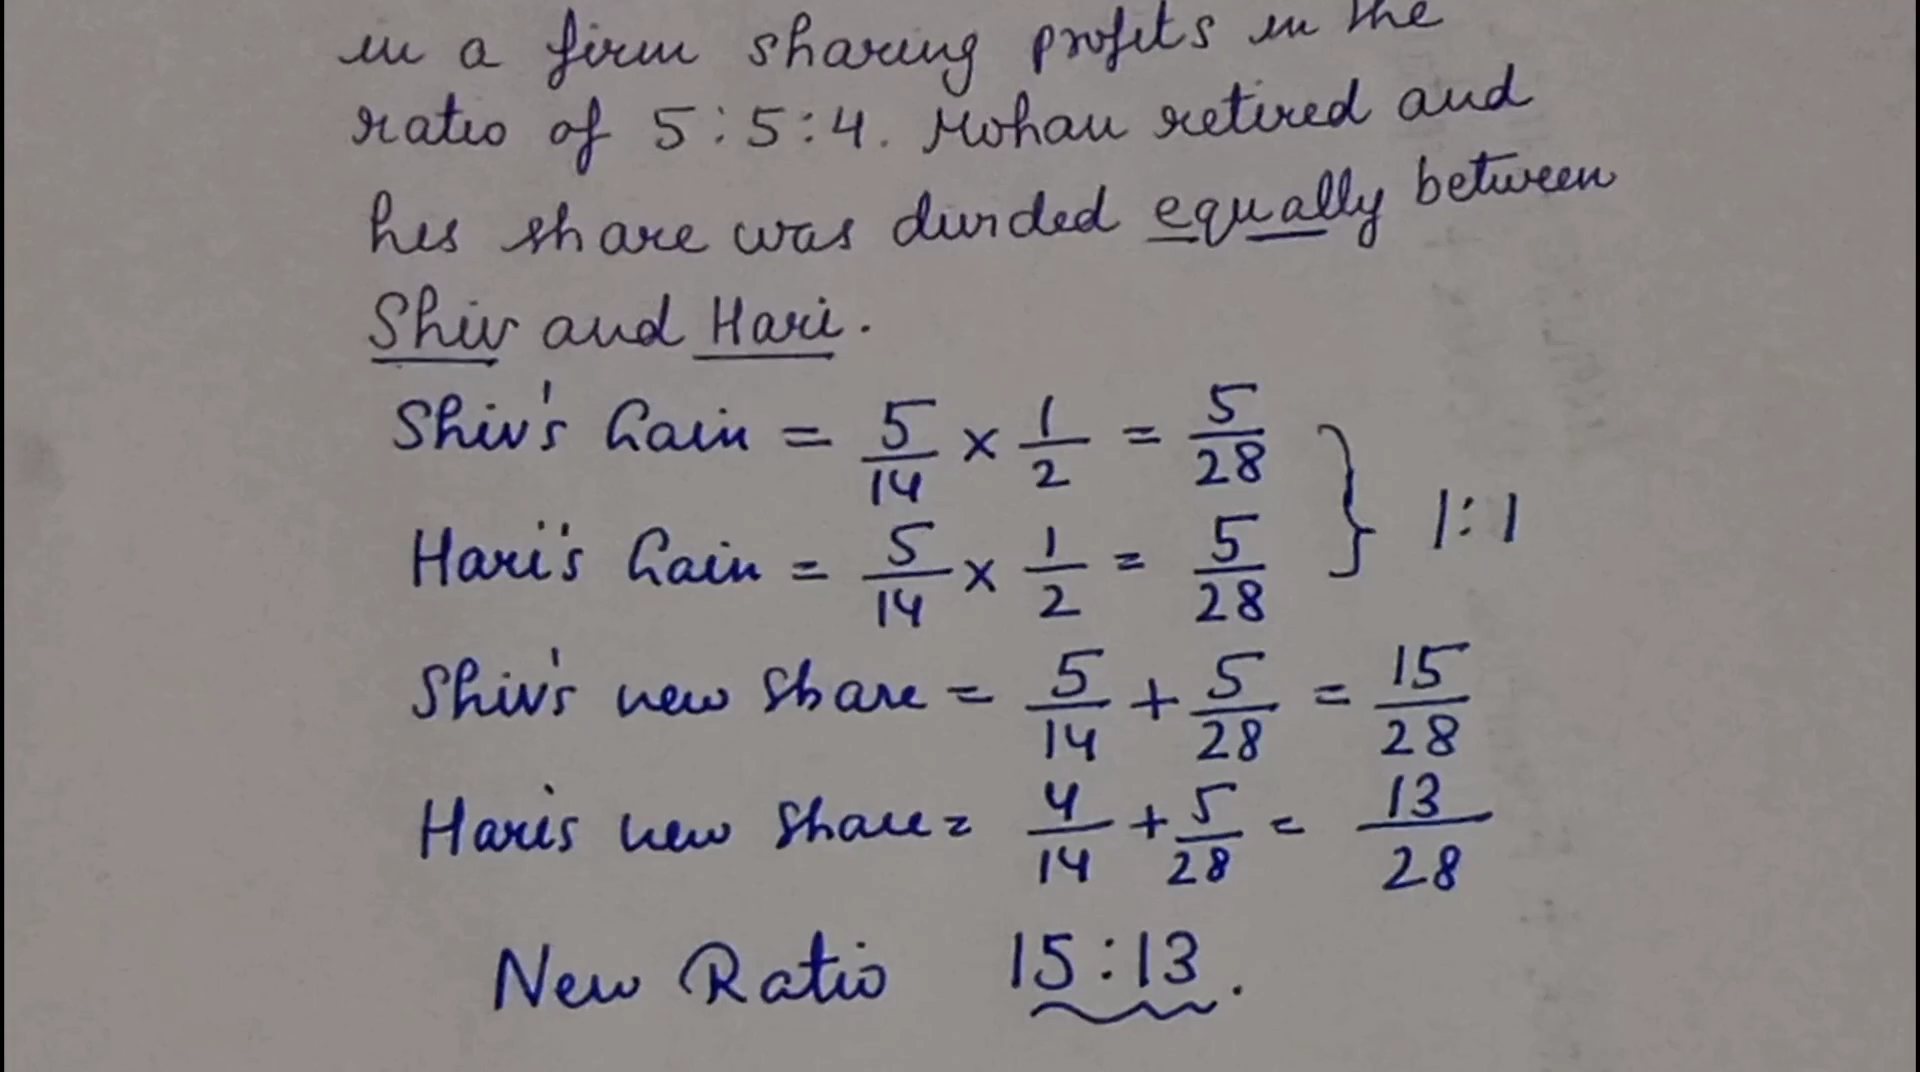 in a firm sharing profits in the
ratio of 5:5:4. Mohan retired and
his share was divided equally between
Shiv and Hari.
Shiv's Gain = 5/14 × 1/2 = 5/28
Hari's Gain = 5/14 × 1/2 = 5/28 } 1:1
Shiv's new share = 5/14 + 5/28 = 15/28
Hari's new share = 4/14 + 5/28 = 13/28
New Ratio 15:13.